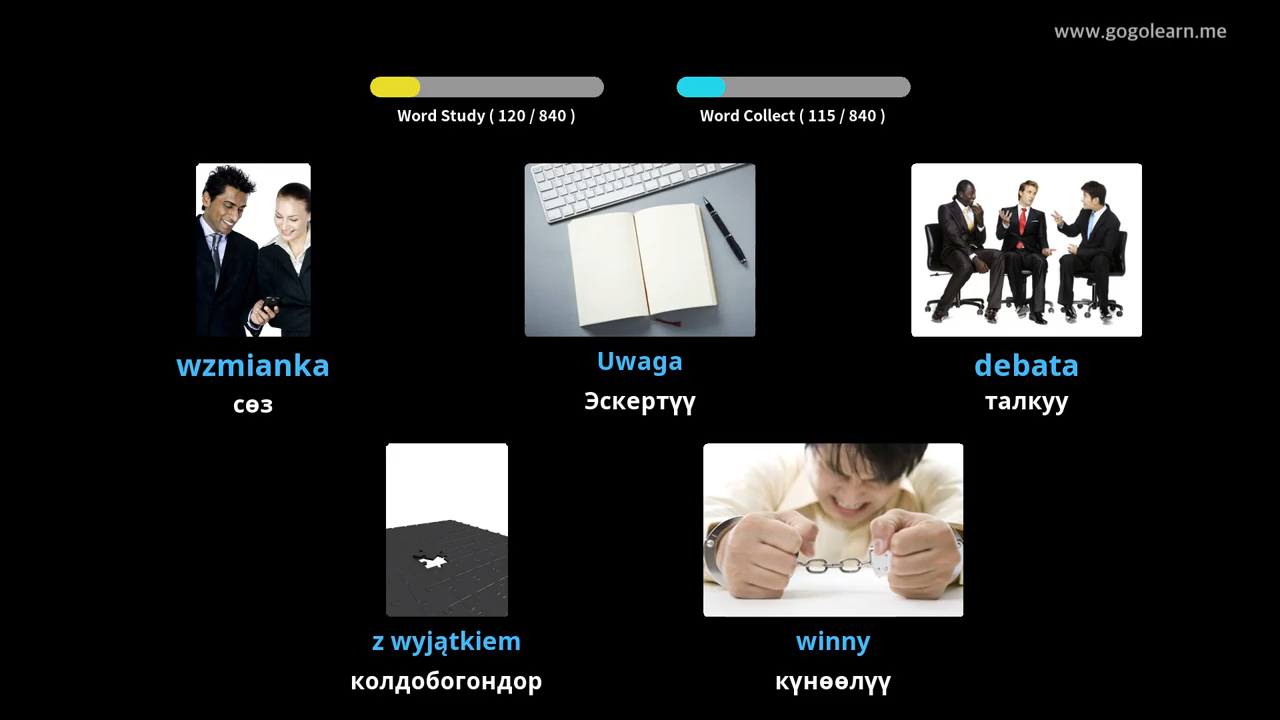 www.gogolearn.me
Word Study ( 120 / 840 )
Word Collect ( 115 / 840 )
wzmianka
сөз
Uwaga
Эскертүү
debata
талкуу
z wyjątkiem
колдобогондор
winny
күнөөлүү